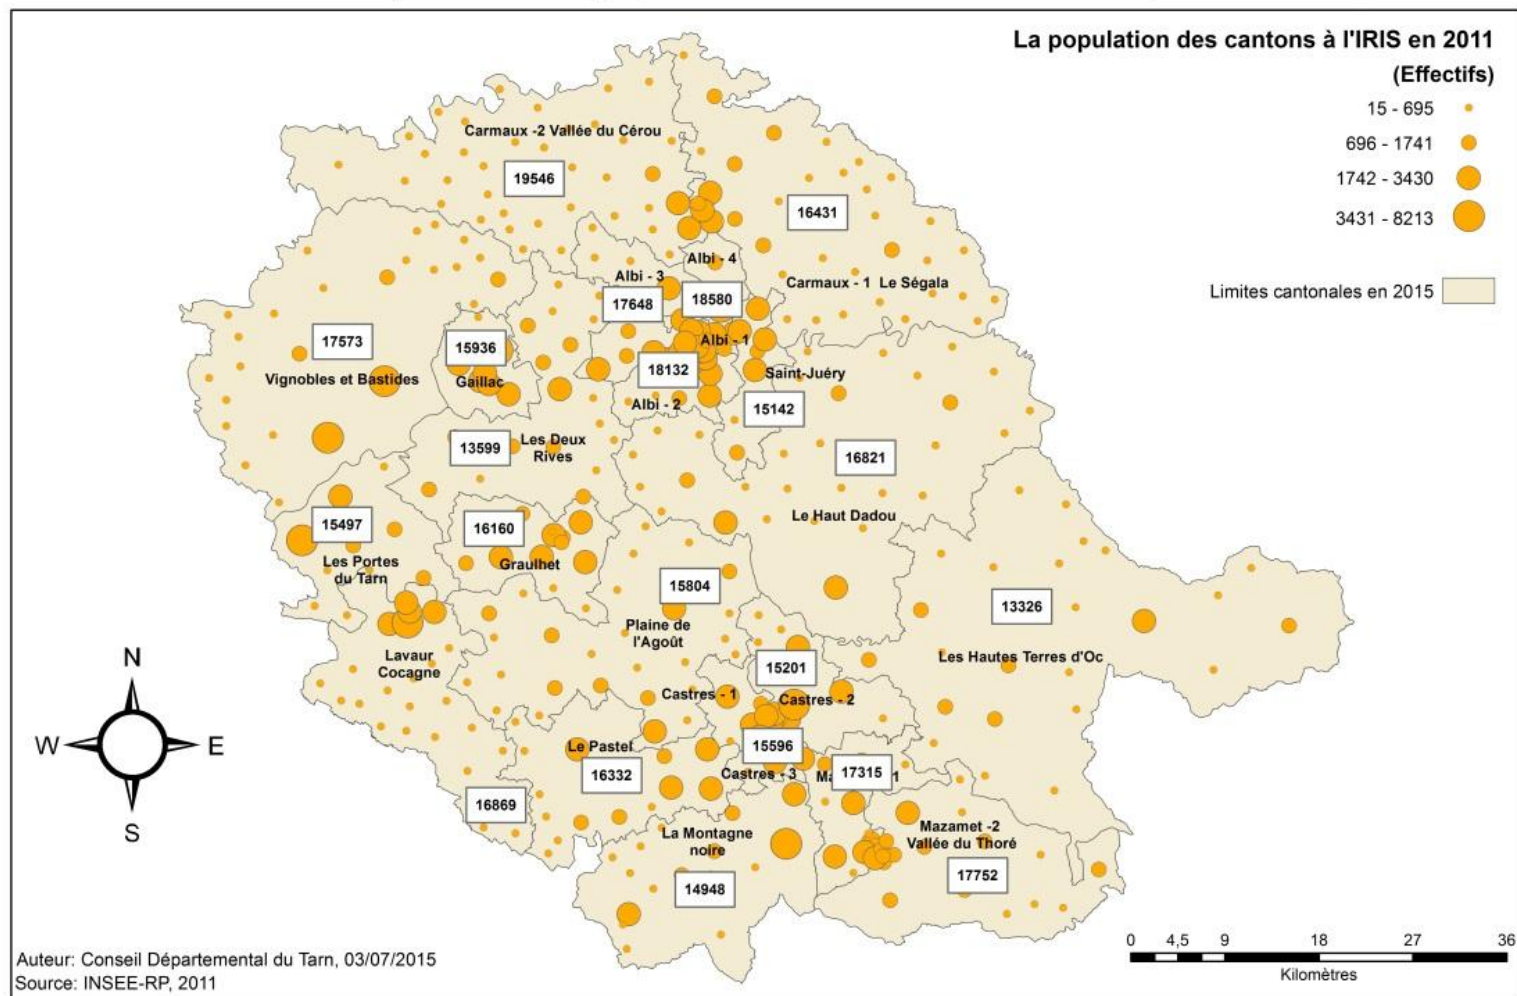 La population des cantons à l'IRIS en 2011
(Effectifs)
15 - 695
696 - 1741
1742 - 3430
3431 - 8213
Limites cantonales en 2015
Carmaux -2 Vallée du Cérou
19546
16431
Albi - 4
Albi - 3
Carmaux - 1 Le Ségala
17648
18580
17573
15936
Albi - 1
Vignobles et Bastides
Gaillac
18132
Saint-Juéry
Albi - 2
15142
13599
Les Deux
Rives
16821
15497
16160
Le Haut Dadou
Les Portes
du Tarn
Graulhet
15804
13326
Plaine de
l'Agoût
Lavaur
Cocagne
15201
Les Hautes Terres d'Oc
Castres - 1
Castres - 2
Le Pastel
15596
16332
Castres - 3
17315
1
16869
La Montagne
noire
Mazamet -2
Vallée du Thoré
14948
17752
N
W
E
S
Auteur: Conseil Départemental du Tarn, 03/07/2015
Source: INSEE-RP, 2011
0 4,5 9 18 27 36
Kilomètres